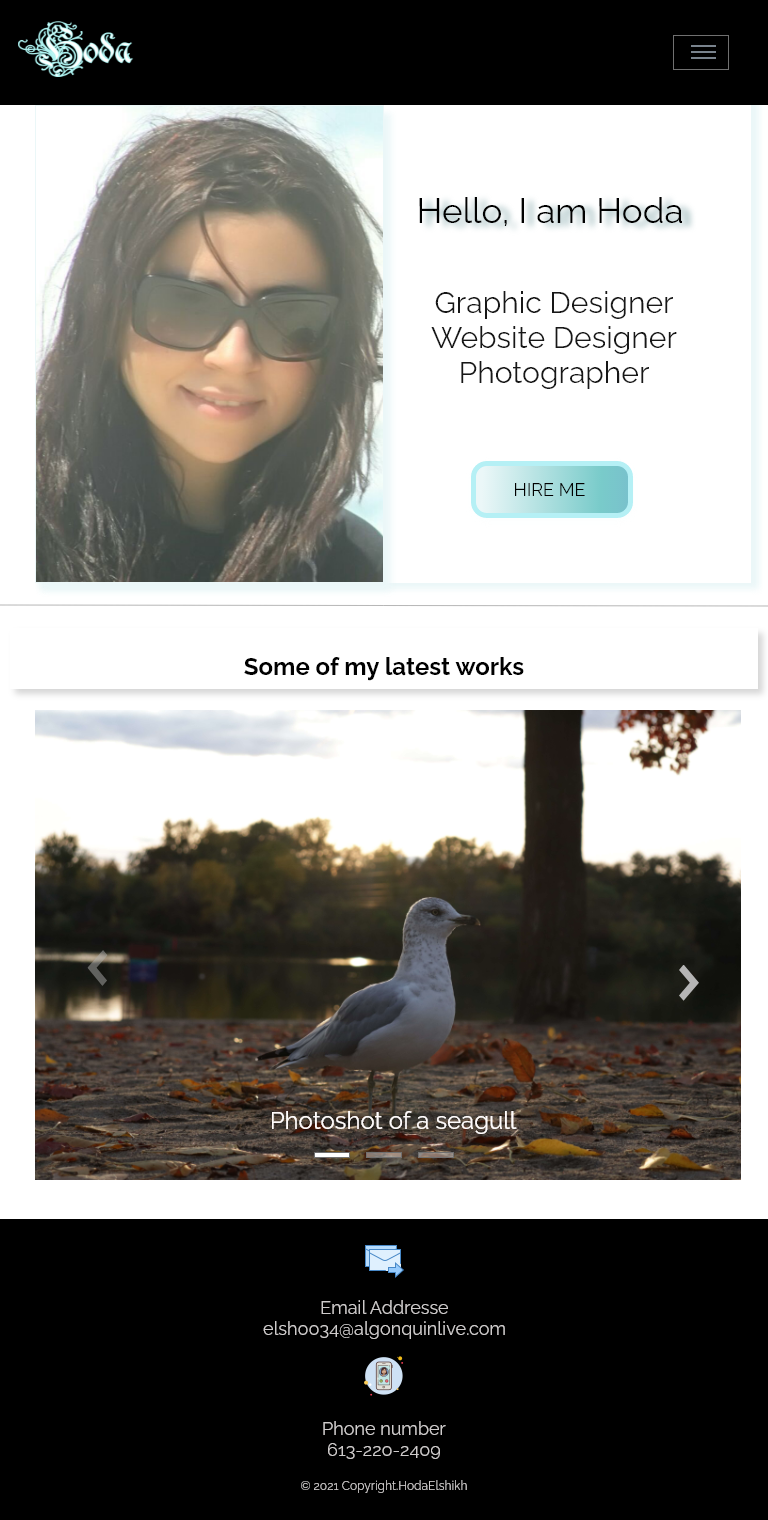 Hoda
Hello, I am Hoda
Graphic Designer
Website Designer
Photographer
HIRE ME
Some of my latest works
Photoshot of a seagull
Email Addresse
elsho034@algonquinlive.com
Phone number
613-220-2409
© 2021 Copyright.HodaElshikh